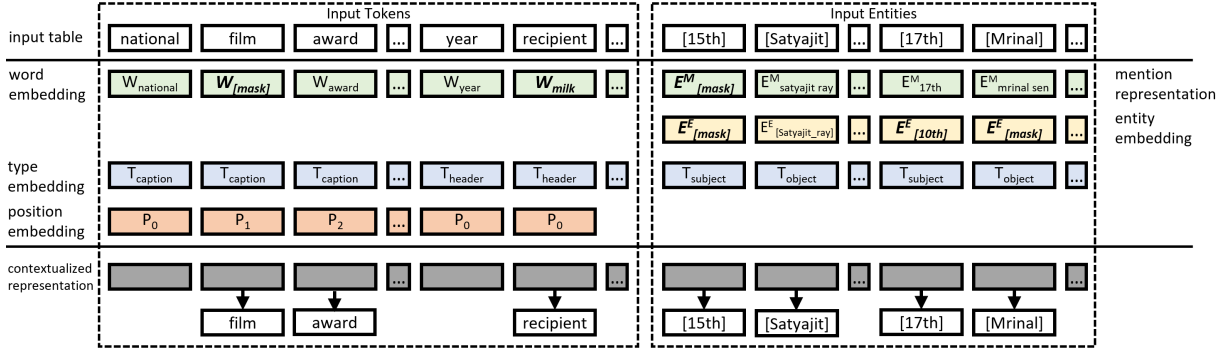 Input Tokens Input Entities
input table national film award ... year recipient ... [15th] [Satyajit] ... [17th] [Mrinal] ...
word embedding W_national W_[mask] W_award ... W_year W_milk ... E^M_[mask] E^M_satyajit ray ... E^M_17th E^M_mrinal sen ... mention representation
E^E_[mask] E^E_[Satyajit_ray] ... E^E_[10th] E^E_[mask] ... entity embedding
type embedding T_caption T_caption T_caption ... T_header T_header ... T_subject T_object ... T_subject T_object ...
position embedding P_0 P_1 P_2 ... P_0 P_0
contextualized representation ... ... ... ...
film award recipient [15th] [Satyajit] [17th] [Mrinal]